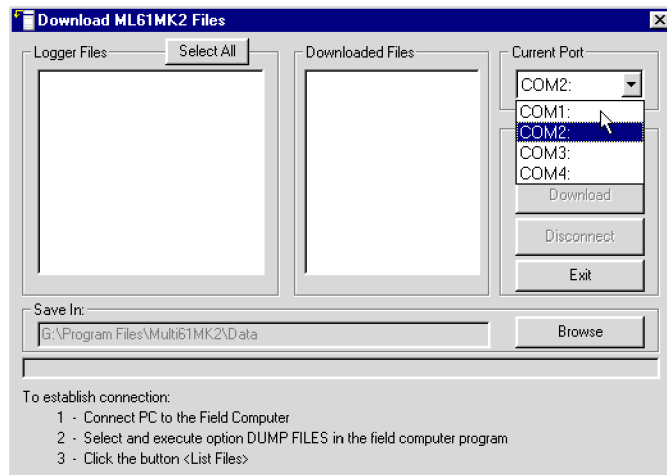 Download ML61MK2 Files
Logger Files
Select All
Downloaded Files
Current Port
COM2:
COM1:
COM2:
COM3:
COM4:
Download
Disconnect
Exit
Save In:
G:\Program Files\Multi61MK2\Data
Browse
To establish connection:
1 - Connect PC to the Field Computer
2 - Select and execute option DUMP FILES in the field computer program
3 - Click the button <List Files>